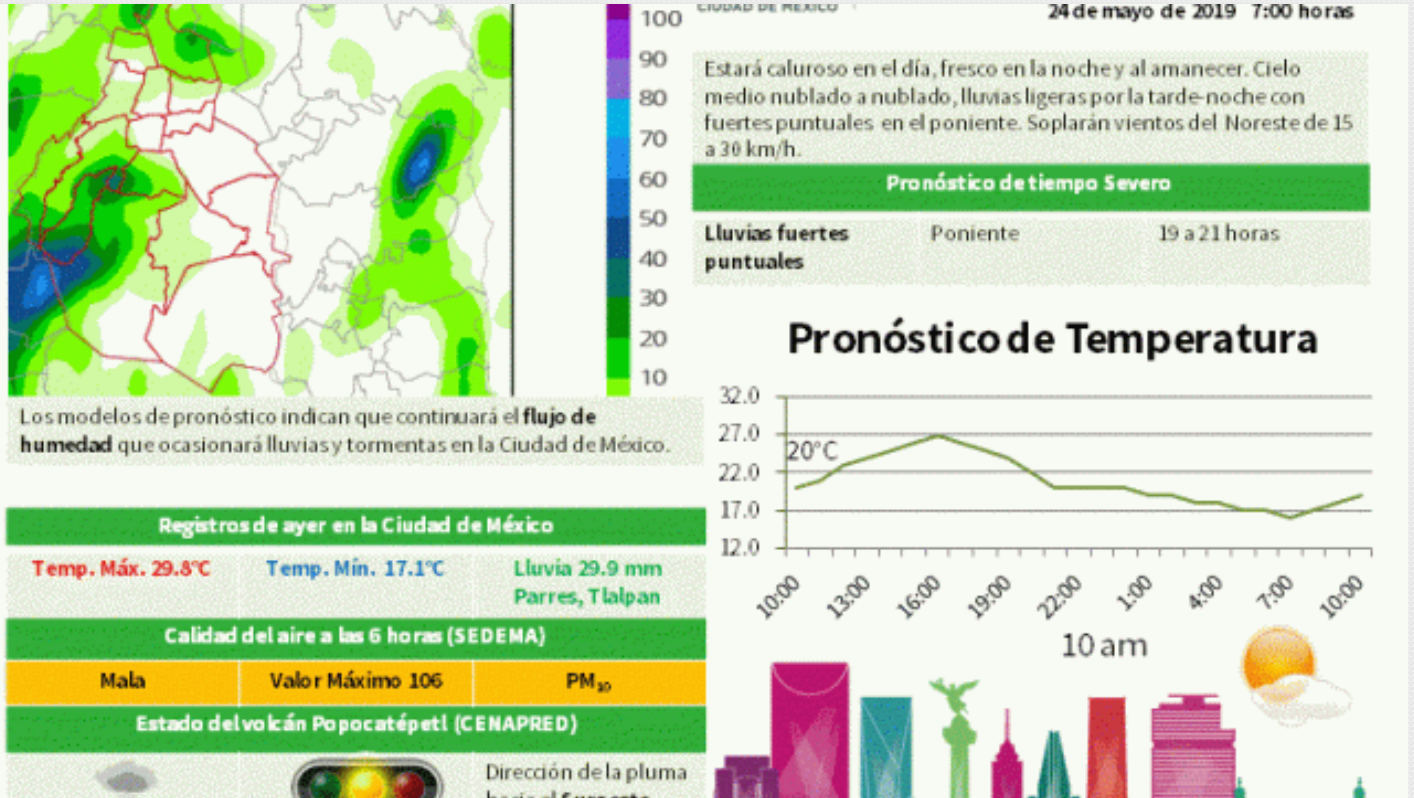 100
90
80
70
60
50
40
30
20
10
Los modelos de pronóstico indican que continuará el flujo de
humedad que ocasionará lluvias y tormentas en la Ciudad de México.
Registros de ayer en la Ciudad de México
Temp. Máx. 29.8°C Temp. Mín. 17.1°C Lluvia 29.9 mm
Parres, Tlalpan
Calidad del aire a las 6 horas (SEDEMA)
Mala Valor Máximo 106 PM₁₀
Estado del volcán Popocatépetl (CENAPRED)
Dirección de la pluma
CIUDAD DE MÉXICO
24 de mayo de 2019 7:00 horas
Estará caluroso en el día, fresco en la noche y al amanecer. Cielo
medio nublado a nublado, lluvias ligeras por la tarde-noche con
fuertes puntuales en el poniente. Soplarán vientos del Noreste de 15
a 30 km/h.
Pronóstico de tiempo Severo
Lluvias fuertes Poniente 19 a 21 horas
puntuales
Pronóstico de Temperatura
32.0
27.0
20°C
22.0
17.0
12.0
10:00 13:00 16:00 19:00 22:00 1:00 4:00 7:00 10:00
10 am